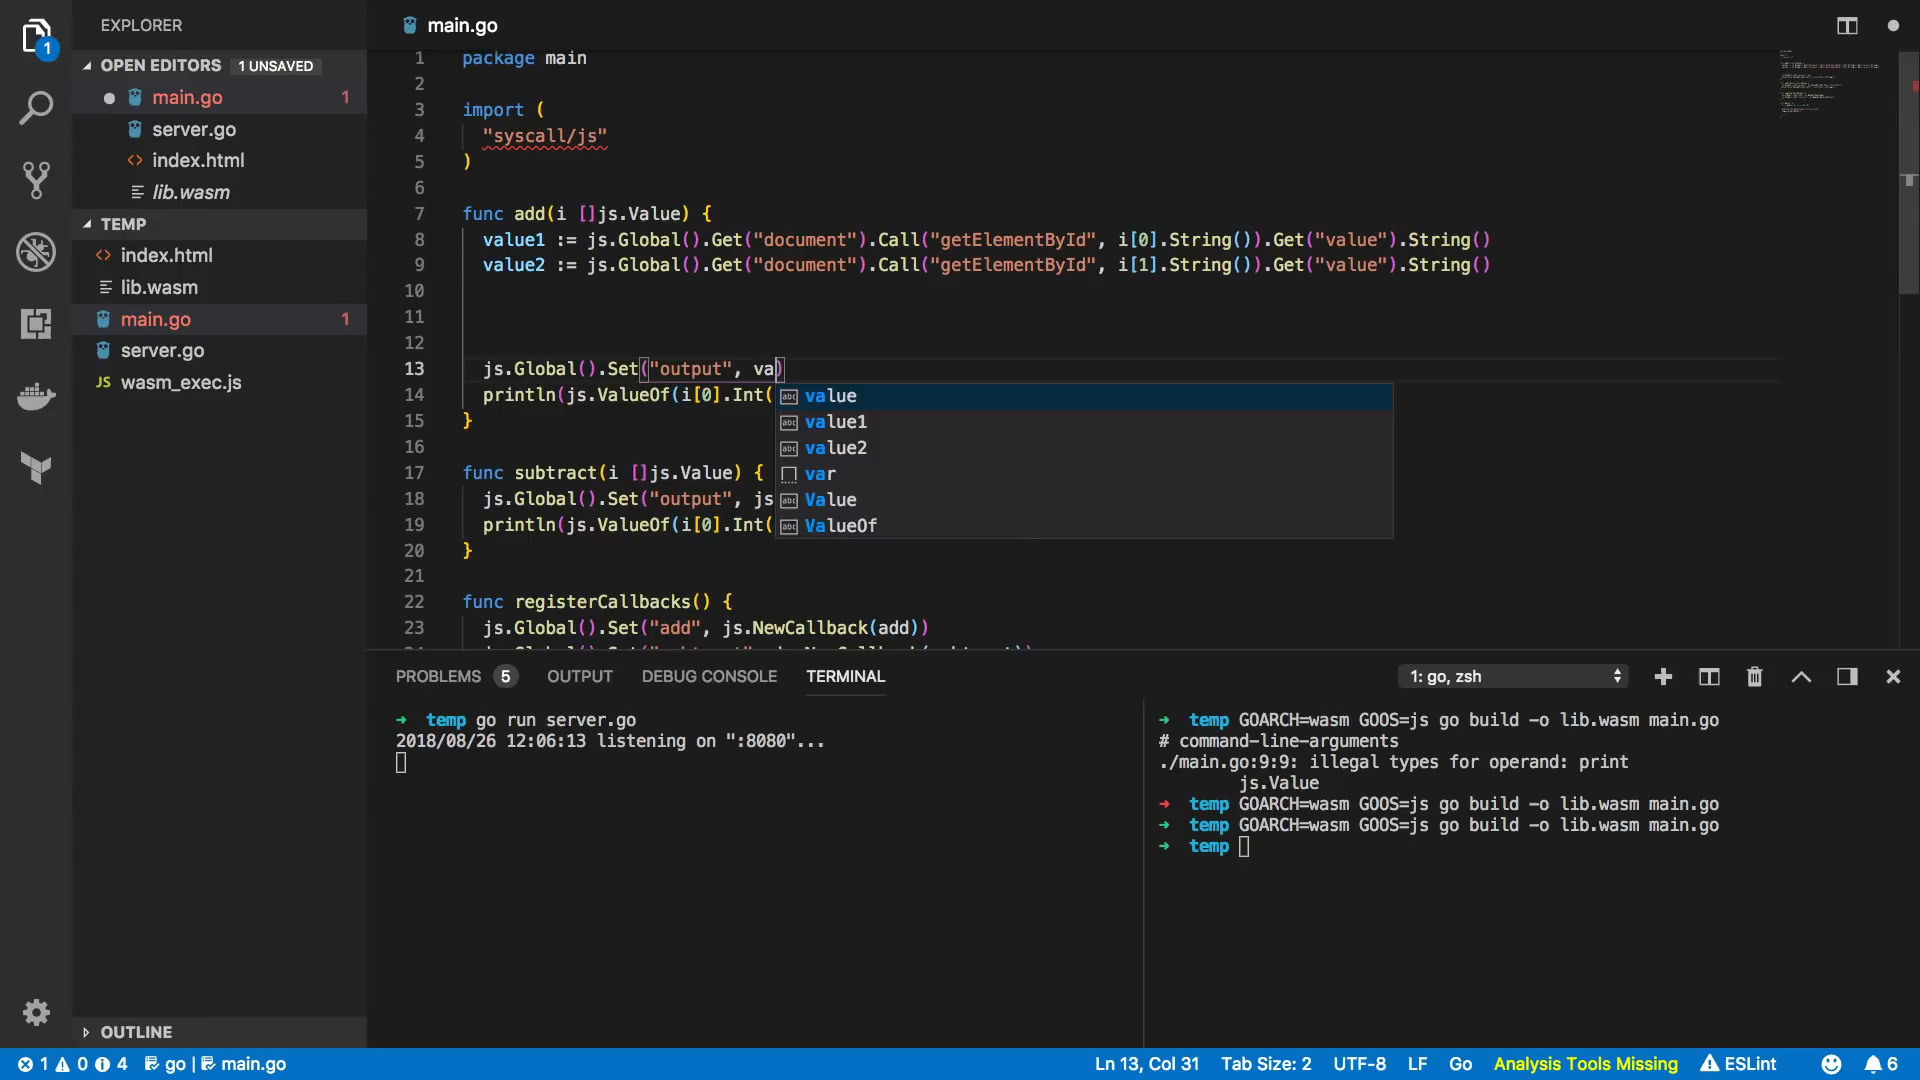 EXPLORER
OPEN EDITORS 1 UNSAVED
main.go 1
server.go
index.html
lib.wasm
TEMP
index.html
lib.wasm
main.go 1
server.go
JS wasm_exec.js
OUTLINE
1
main.go
1 package main
2
3 import (
4 "syscall/js"
5 )
6
7 func add(i []js.Value) {
8 value1 := js.Global().Get("document").Call("getElementById", i[0].String()).Get("value").String()
9 value2 := js.Global().Get("document").Call("getElementById", i[1].String()).Get("value").String()
10
11
12
13 js.Global().Set("output", va)
14 println(js.ValueOf(i[0].Int(
15 }
16
17 func subtract(i []js.Value) {
18 js.Global().Set("output", js
19 println(js.ValueOf(i[0].Int(
20 }
21
22 func registerCallbacks() {
23 js.Global().Set("add", js.NewCallback(add))
abc value
abc value1
abc value2
var
abc Value
abc ValueOf
PROBLEMS 5 OUTPUT DEBUG CONSOLE TERMINAL 1: go, zsh
➜ temp go run server.go
2018/08/26 12:06:13 listening on ":8080"...
➜ temp GOARCH=wasm GOOS=js go build -o lib.wasm main.go
# command-line-arguments
./main.go:9:9: illegal types for operand: print
js.Value
➜ temp GOARCH=wasm GOOS=js go build -o lib.wasm main.go
➜ temp GOARCH=wasm GOOS=js go build -o lib.wasm main.go
➜ temp
1 0 4 go | main.go Ln 13, Col 31 Tab Size: 2 UTF-8 LF Go Analysis Tools Missing ESLint 6